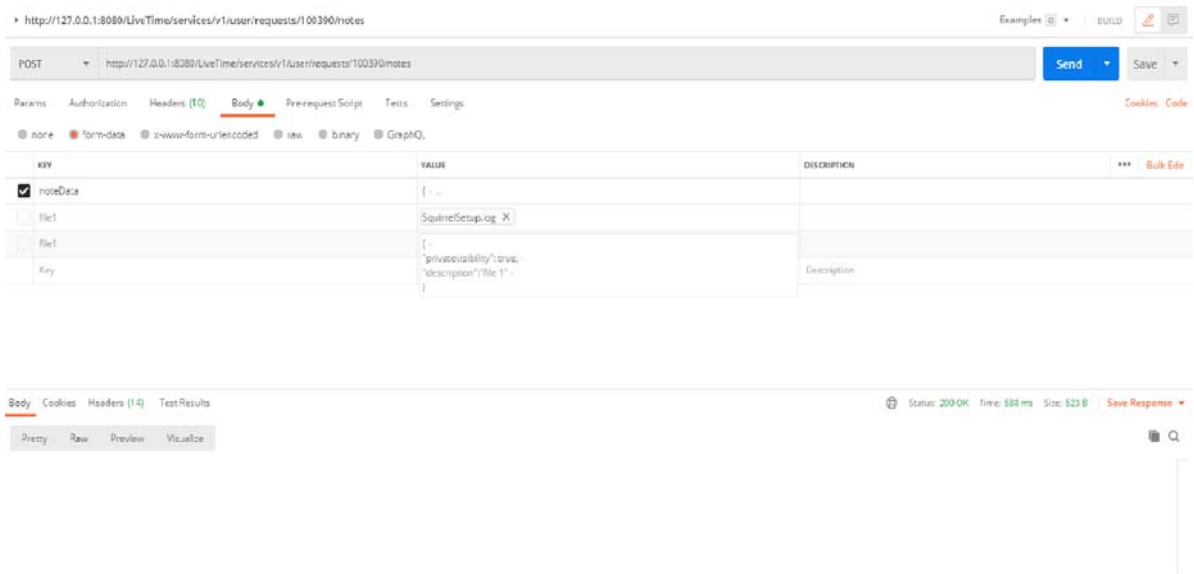 http://127.0.0.1:8080/LiveTime/services/v1/user/requests/100390/notes Examples 0 BUILD
POST http://127.0.0.1:8080/LiveTime/services/v1/user/requests/100390/notes Send Save
Params Authorization Headers (10) Body Pre-request Script Tests Settings Cookies Code
none form-data x-www-form-urlencoded raw binary GraphQL
KEY VALUE DESCRIPTION ••• Bulk Edit
noteData { - ...
file1 SquirrelSetup.log X
file1 { -
"privatevisibility": true, -
Key "description":"file 1" - Description
}
Body Cookies Headers (14) Test Results Status: 200 OK Time: 588 ms Size: 523 B Save Response
Pretty Raw Preview Visualize